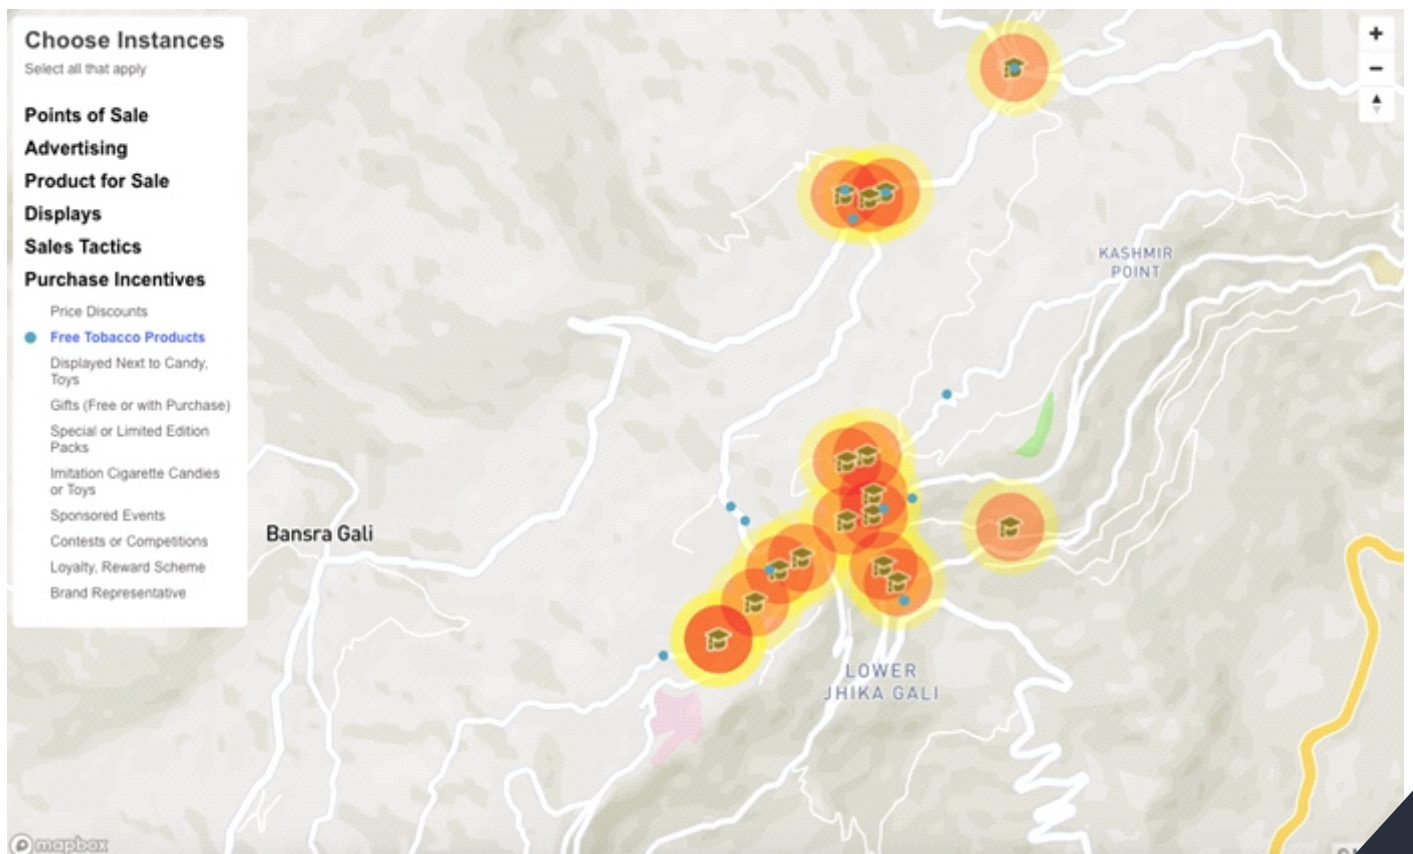 Choose Instances
Select all that apply
Points of Sale
Advertising
Product for Sale
Displays
Sales Tactics
Purchase Incentives
Price Discounts
Free Tobacco Products
Displayed Next to Candy,
Toys
Gifts (Free or with Purchase)
Special or Limited Edition
Packs
Imitation Cigarette Candies
or Toys
Sponsored Events
Contests or Competitions
Loyalty, Reward Scheme
Brand Representative
KASHMIR
POINT
Bansra Gali
LOWER
JHIKA GALI
mapbox